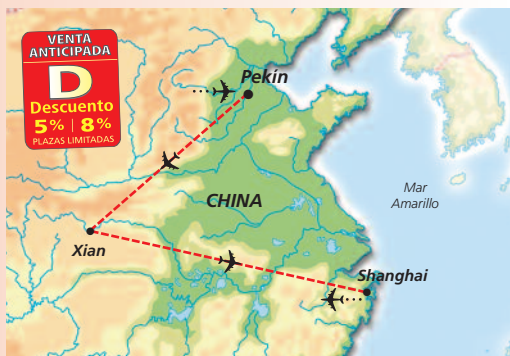 VENTA
ANTICIPADA
D
Descuento
5% | 8%
PLAZAS LIMITADAS
Pekín
CHINA
Mar
Amarillo
Xian
Shanghai